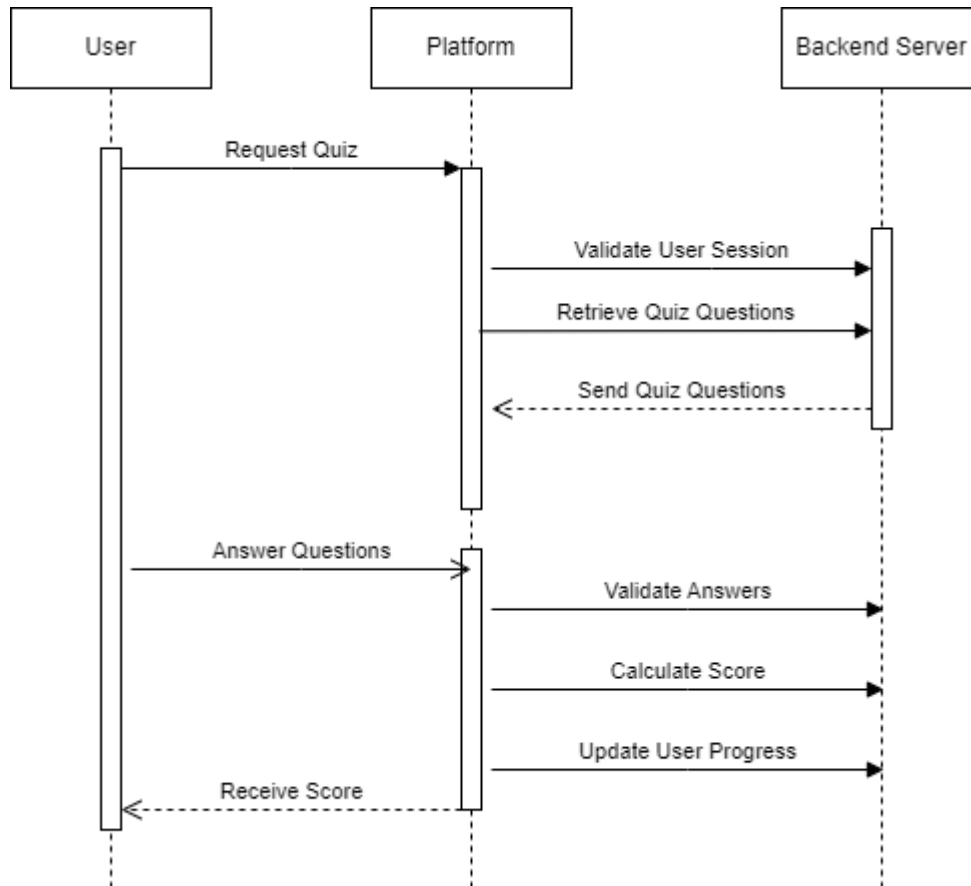 User
Platform
Backend Server
Request Quiz
Validate User Session
Retrieve Quiz Questions
Send Quiz Questions
Answer Questions
Validate Answers
Calculate Score
Update User Progress
Receive Score